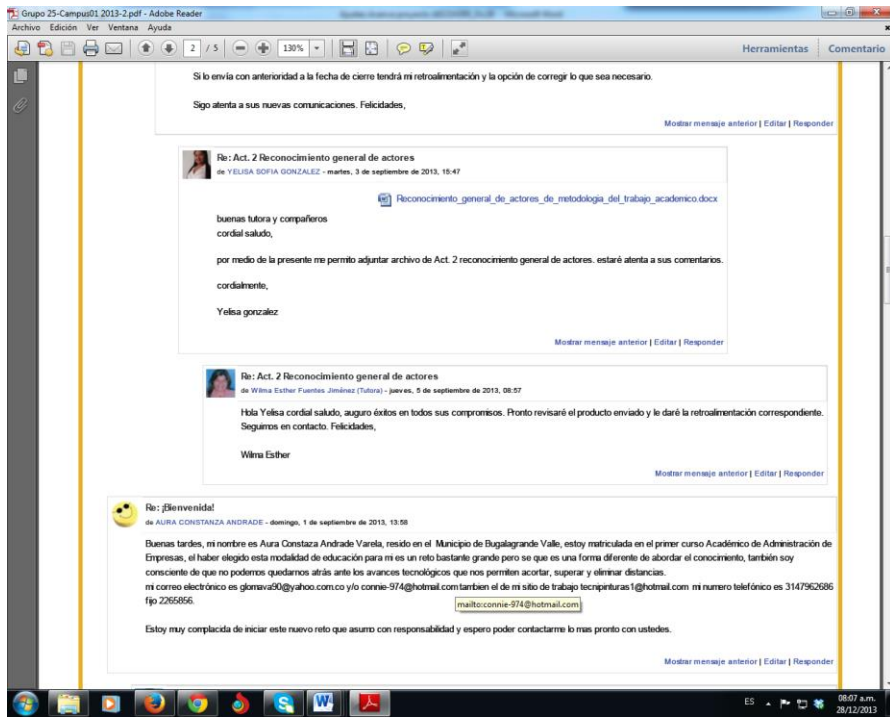 Grupo 25-Campus01 2013-2.pdf - Adobe Reader
Archivo Edición Ver Ventana Ayuda
2 / 5 130% Herramientas Comentario
Si lo envía con anterioridad a la fecha de cierre tendrá mi retroalimentación y la opción de corregir lo que sea necesario.
Sigo atenta a sus nuevas comunicaciones. Felicidades,
Mostrar mensaje anterior | Editar | Responder
Re: Act. 2 Reconocimiento general de actores
de YELISA SOFIA GONZALEZ - martes, 3 de septiembre de 2013, 15:47
Reconocimiento_general_de_actores_de_metodologia_del_trabajo_academico.docx
buenas tutora y compañeros
cordial saludo,
por medio de la presente me permito adjuntar archivo de Act. 2 reconocimiento general de actores. estaré atenta a sus comentarios.
cordialmente,
Yelisa gonzalez
Mostrar mensaje anterior | Editar | Responder
Re: Act. 2 Reconocimiento general de actores
de Wilma Esther Fuentes Jiménez (Tutora) - jueves, 5 de septiembre de 2013, 08:57
Hola Yelisa cordial saludo, auguro éxitos en todos sus compromisos. Pronto revisaré el producto enviado y le daré la retroalimentación correspondiente.
Seguimos en contacto. Felicidades,
Wilma Esther
Mostrar mensaje anterior | Editar | Responder
Re: ¡Bienvenida!
de AURA CONSTANZA ANDRADE - domingo, 1 de septiembre de 2013, 13:58
Buenas tardes, mi nombre es Aura Constaza Andrade Varela, resido en el Municipio de Bugalagrande Valle, estoy matriculada en el primer curso Académico de Administración de
Empresas, el haber elegido esta modalidad de educación para mi es un reto bastante grande pero se que es una forma diferente de abordar el conocimiento, también soy
consciente de que no podemos quedarnos atrás ante los avances tecnológicos que nos permiten acortar, superar y eliminar distancias.
mi correo electrónico es glomava90@yahoo.com.co y/o connie-974@hotmail.com tambien el de mi sitio de trabajo tecnipinturas1@hotmail.com mi numero telefónico es 3147962686
fijo 2265856.
mailto:connie-974@hotmail.com
Estoy muy complacida de iniciar este nuevo reto que asumo con responsabilidad y espero poder contactarme lo mas pronto con ustedes.
Mostrar mensaje anterior | Editar | Responder
ES 08:07 a.m.
28/12/2013